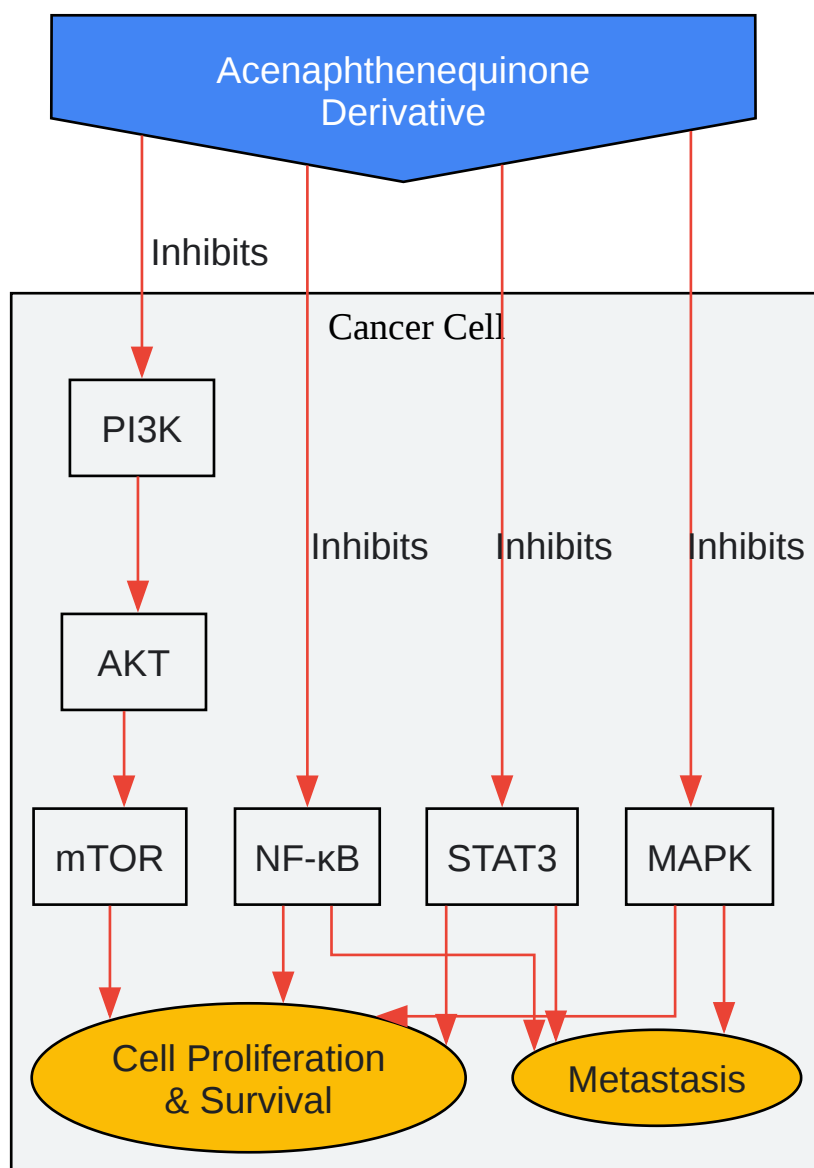 Acenaphthenequinone
Derivative
Inhibits
Cancer Cell
PI3K
Inhibits
Inhibits
Inhibits
AKT
mTOR
NF-κB
STAT3
MAPK
Cell Proliferation
& Survival
Metastasis